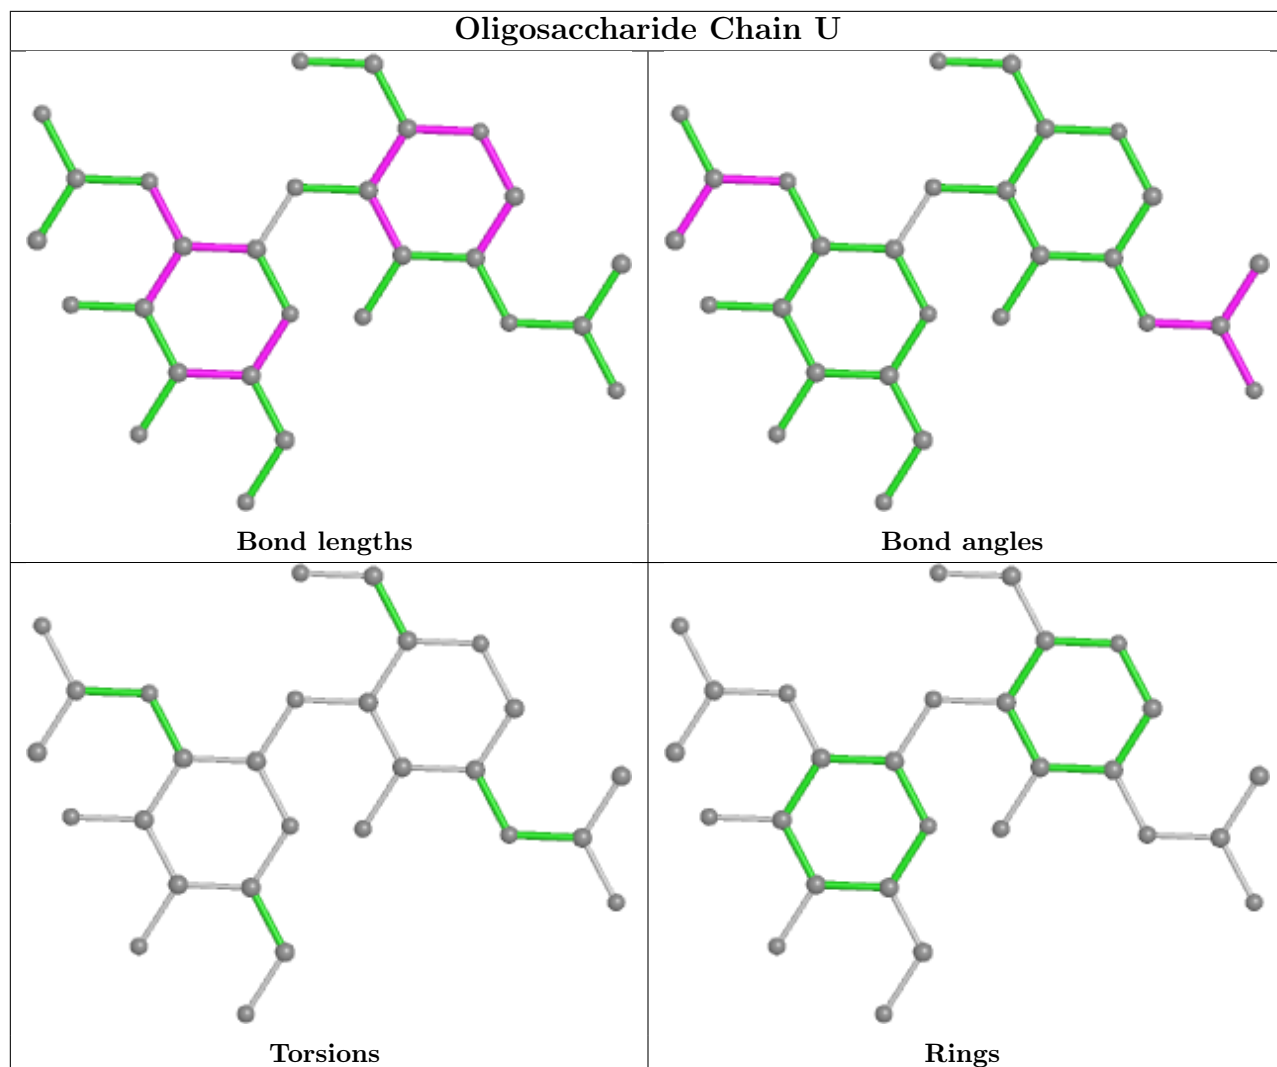 Oligosaccharide Chain U
Bond lengths
Bond angles
Torsions
Rings